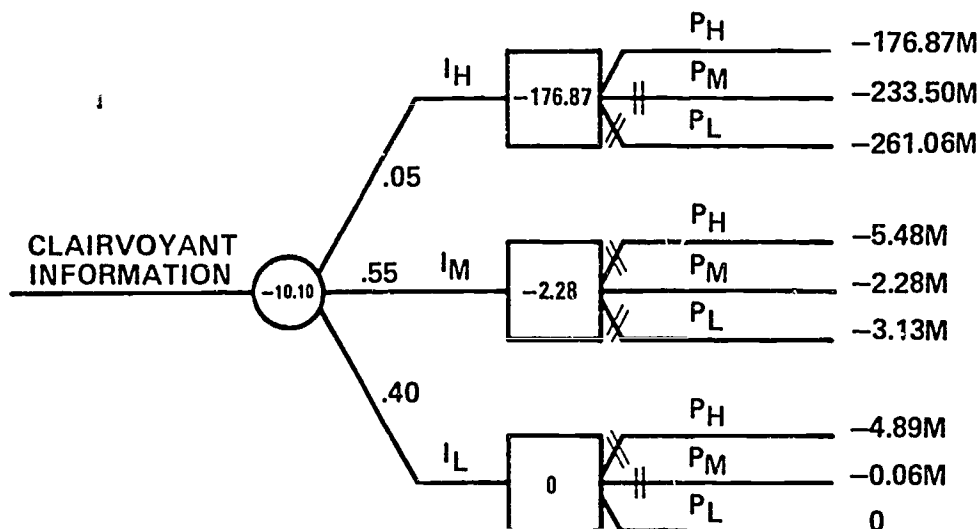 P_H −176.87M
I_H −176.87 P_M −233.50M
P_L −261.06M
.05
CLAIRVOYANT
INFORMATION
−10.10 .55 I_M −2.28
P_H −5.48M
P_M −2.28M
P_L −3.13M
.40
I_L 0
P_H −4.89M
P_M −0.06M
P_L 0